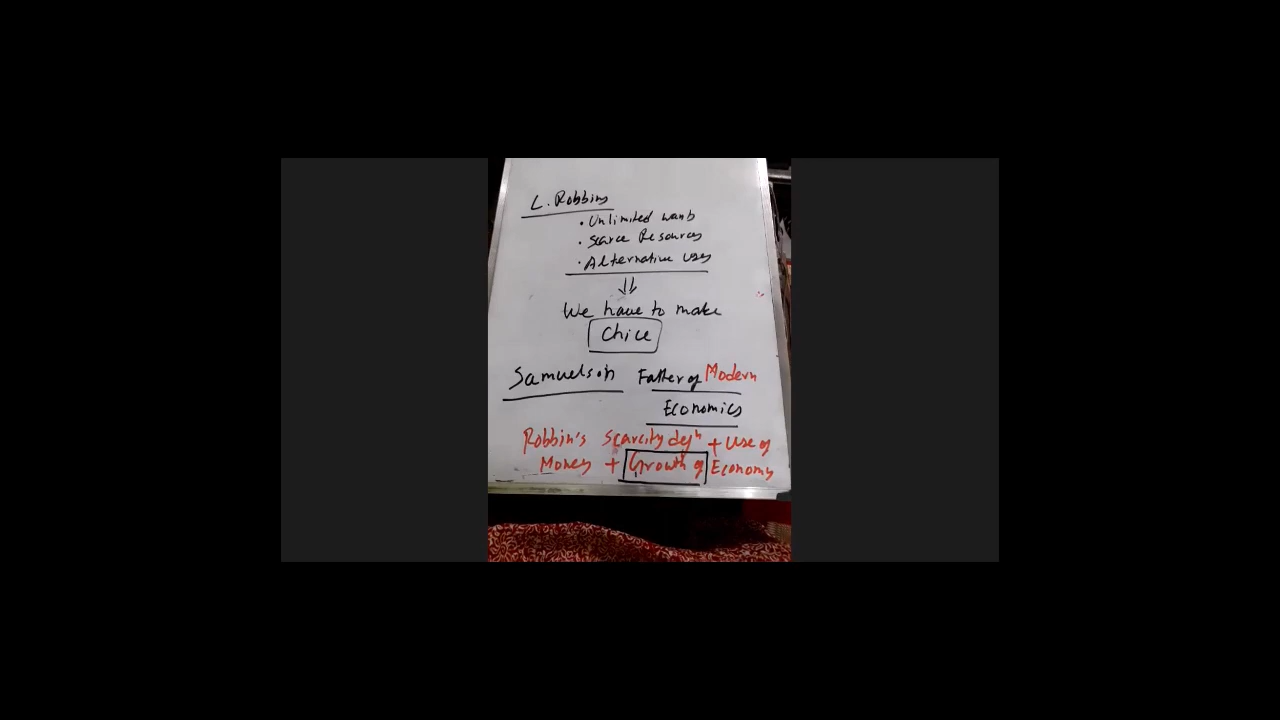 L. Robbins
• Unlimited wants
• Scarce Resources
• Alternative uses
We have to make
Chice
Samuelson Father of Modern
Economics
Robbin's Scarcity defn + Use of
Money + Growth of Economy